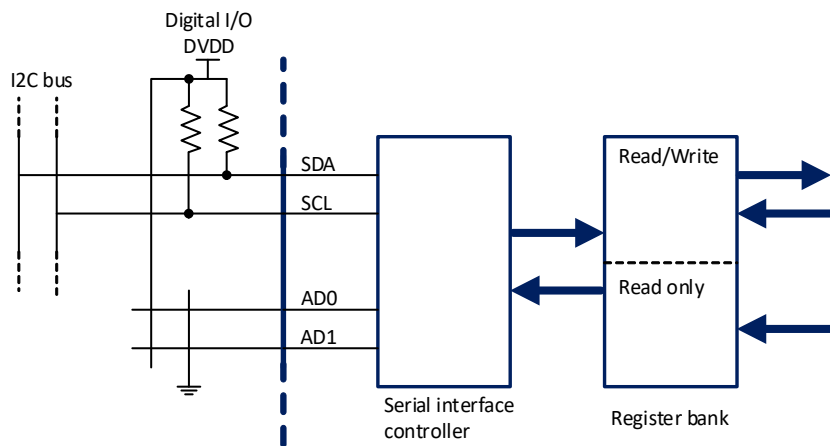 Digital I/O
DVDD
I2C bus
SDA
SCL
AD0
AD1
Read/Write
Read only
Serial interface
controller
Register bank